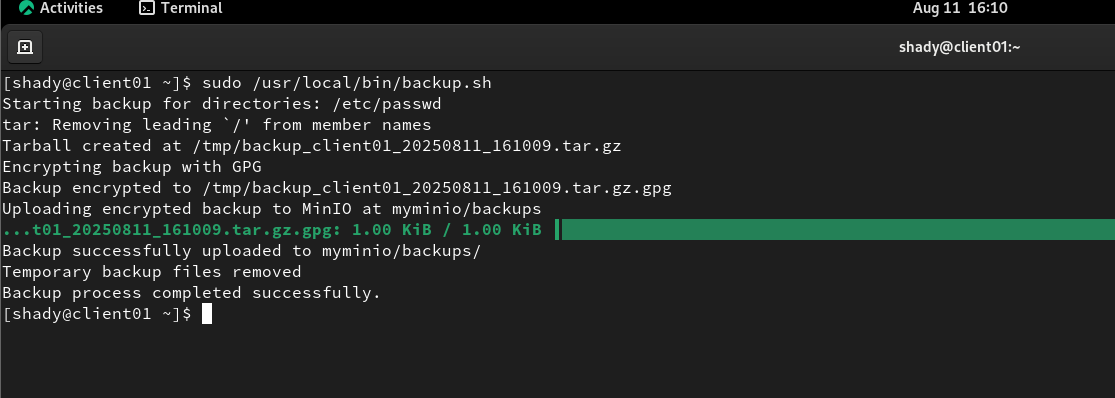 Activities Terminal Aug 11 16:10
shady@client01:~
[shady@client01 ~]$ sudo /usr/local/bin/backup.sh
Starting backup for directories: /etc/passwd
tar: Removing leading `/' from member names
Tarball created at /tmp/backup_client01_20250811_161009.tar.gz
Encrypting backup with GPG
Backup encrypted to /tmp/backup_client01_20250811_161009.tar.gz.gpg
Uploading encrypted backup to MinIO at myminio/backups
...t01_20250811_161009.tar.gz.gpg: 1.00 KiB / 1.00 KiB
Backup successfully uploaded to myminio/backups/
Temporary backup files removed
Backup process completed successfully.
[shady@client01 ~]$